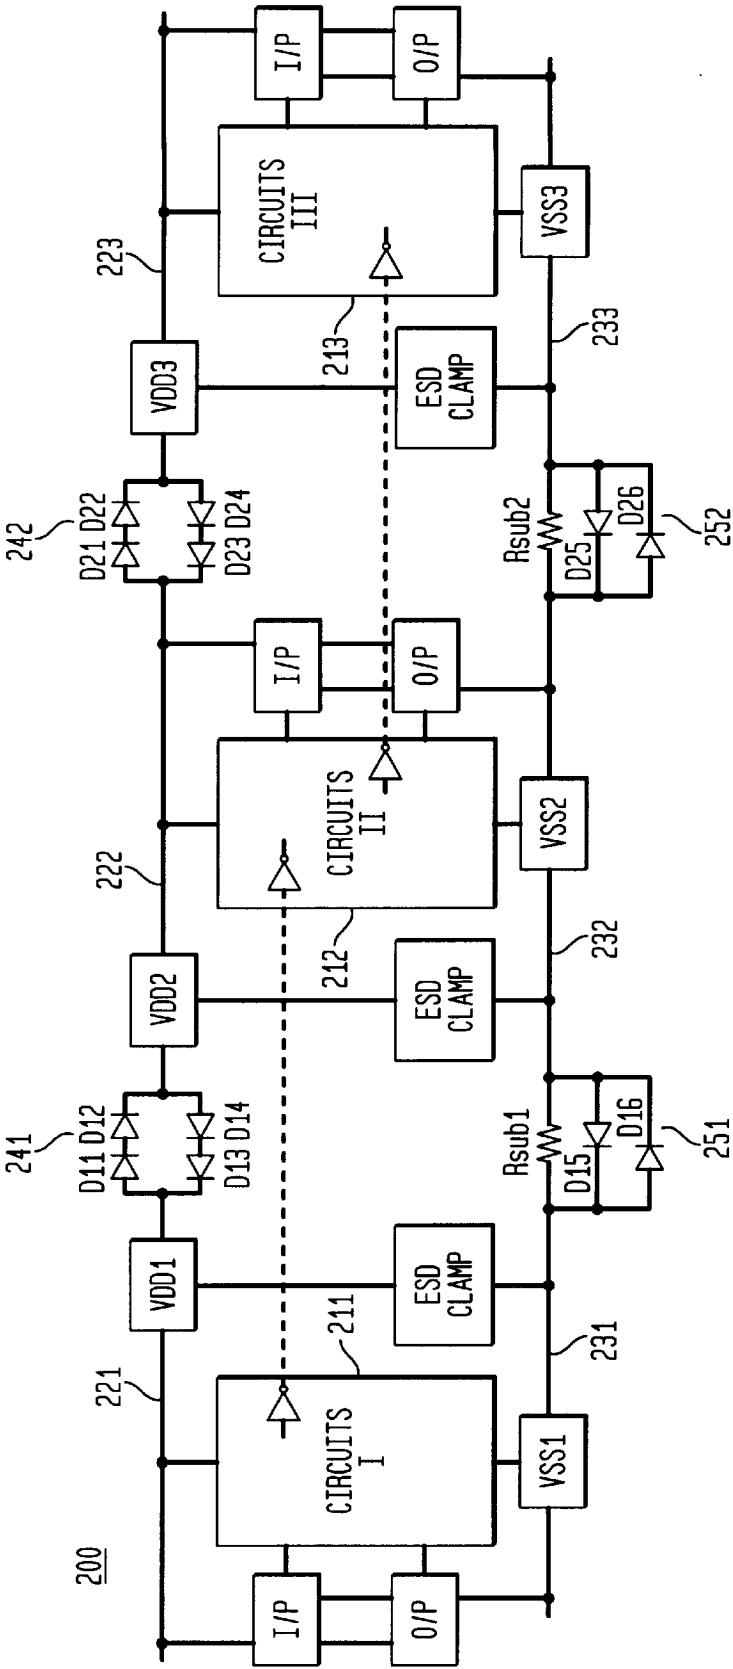 200
221
VDD1
241
D11 D12
D13 D14
VDD2
222
242
D21 D22
D23 D24
VDD3
223
I/P
O/P
CIRCUITS
I
211
ESD
CLAMP
212
CIRCUITS
II
I/P
O/P
ESD
CLAMP
213
CIRCUITS
III
I/P
O/P
ESD
CLAMP
VSS1
231
Rsub1
D15
D16
251
232
VSS2
Rsub2
D25
D26
252
233
VSS3